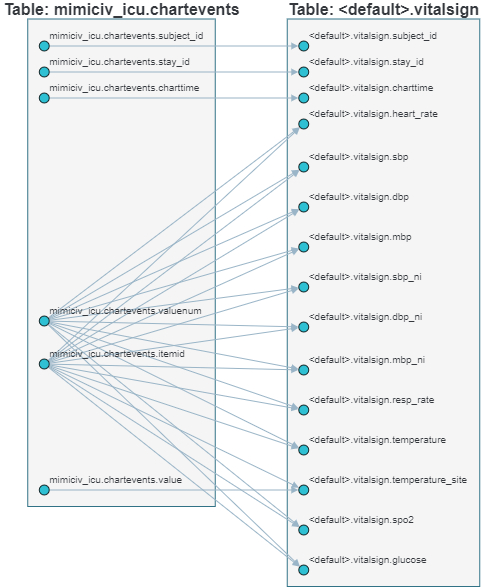 Table: mimiciv_icu.chartevents
mimiciv_icu.chartevents.subject_id
mimiciv_icu.chartevents.stay_id
mimiciv_icu.chartevents.charttime
mimiciv_icu.chartevents.valuenum
mimiciv_icu.chartevents.itemid
mimiciv_icu.chartevents.value
Table: <default>.vitalsign
<default>.vitalsign.subject_id
<default>.vitalsign.stay_id
<default>.vitalsign.charttime
<default>.vitalsign.heart_rate
<default>.vitalsign.sbp
<default>.vitalsign.dbp
<default>.vitalsign.mbp
<default>.vitalsign.sbp_ni
<default>.vitalsign.dbp_ni
<default>.vitalsign.mbp_ni
<default>.vitalsign.resp_rate
<default>.vitalsign.temperature
<default>.vitalsign.temperature_site
<default>.vitalsign.spo2
<default>.vitalsign.glucose